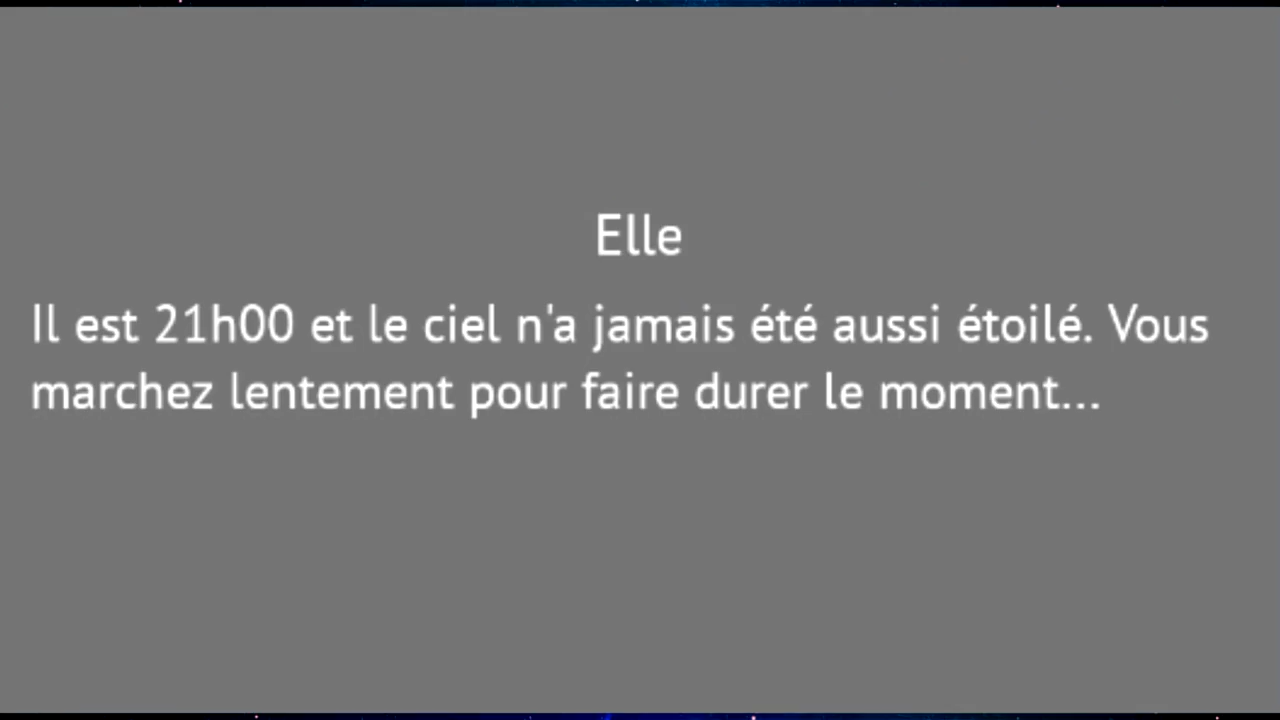 Elle
Il est 21h00 et le ciel n'a jamais été aussi étoilé. Vous
marchez lentement pour faire durer le moment...